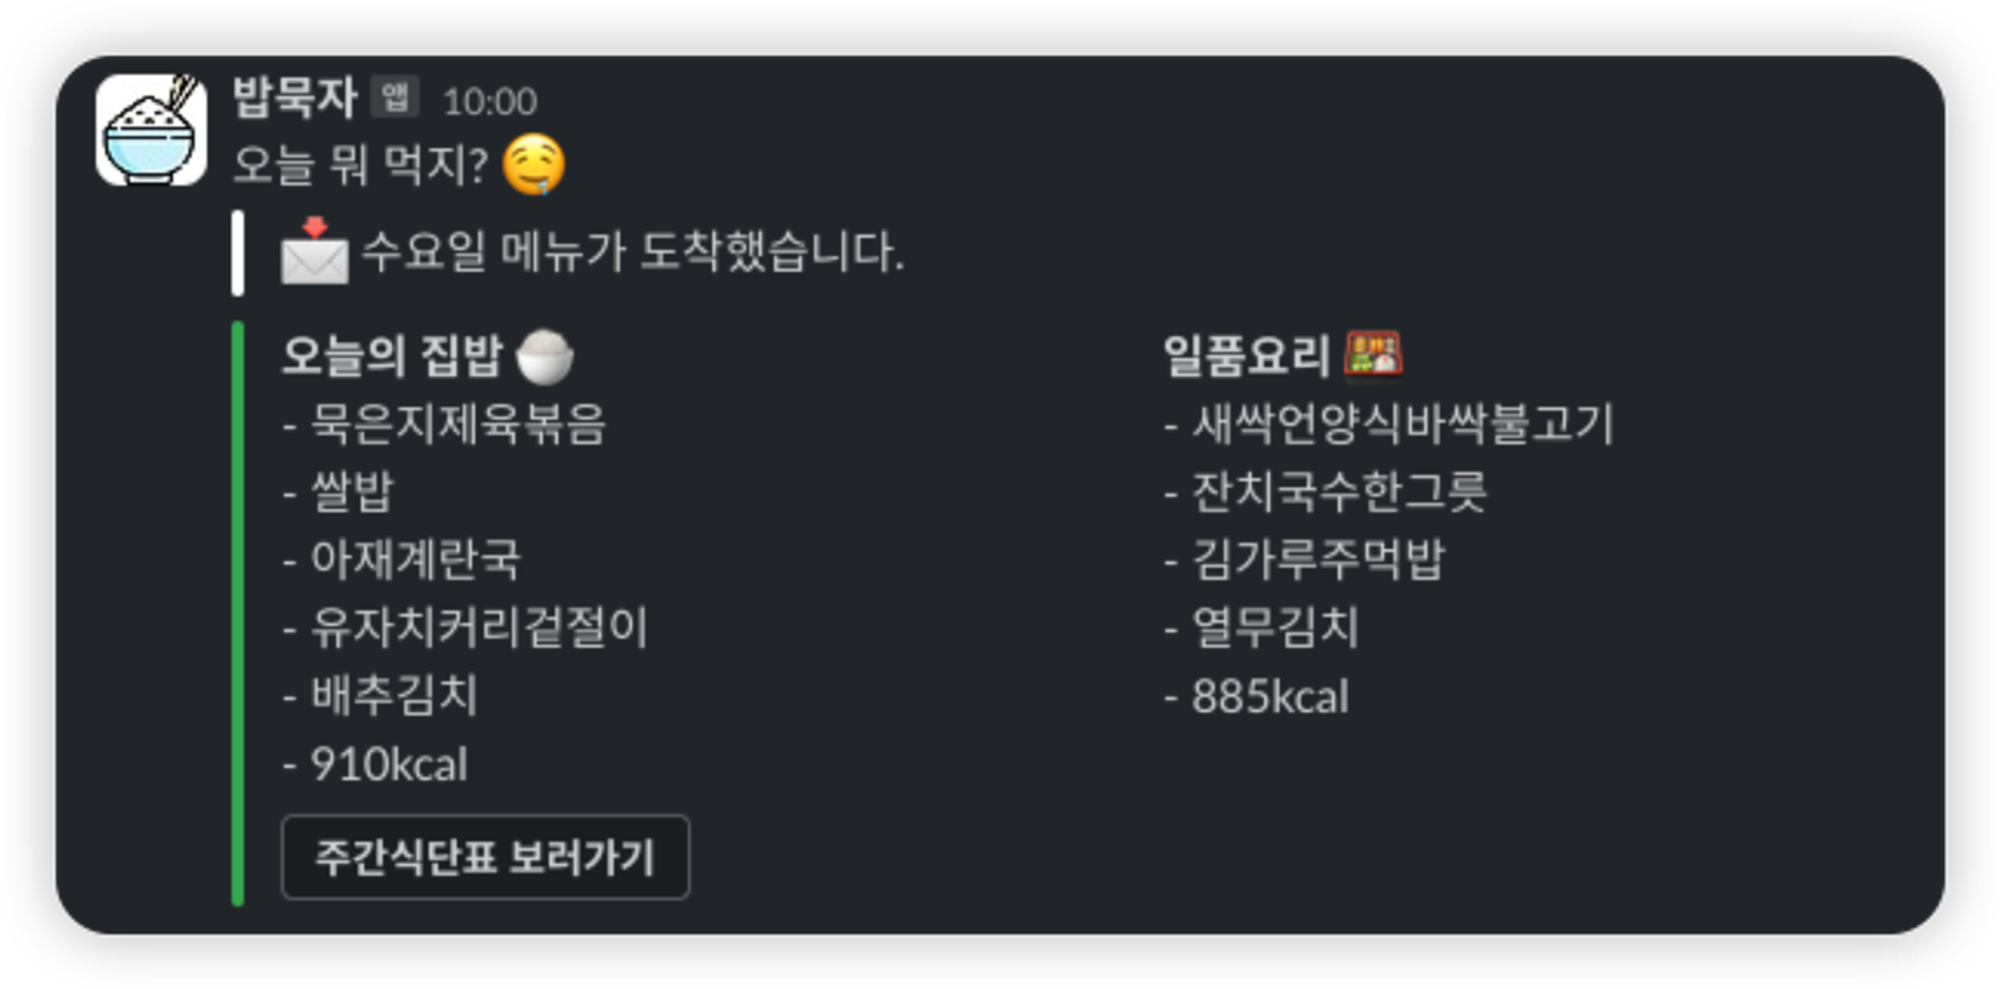 밥묵자 앱 10:00
오늘 뭐 먹지? 🤤
📩 수요일 메뉴가 도착했습니다.
오늘의 집밥 🍚
- 묵은지제육볶음
- 쌀밥
- 아재계란국
- 유자치커리겉절이
- 배추김치
- 910kcal
일품요리 🍱
- 새싹언양식바싹불고기
- 잔치국수한그릇
- 김가루주먹밥
- 열무김치
- 885kcal
주간식단표 보러가기